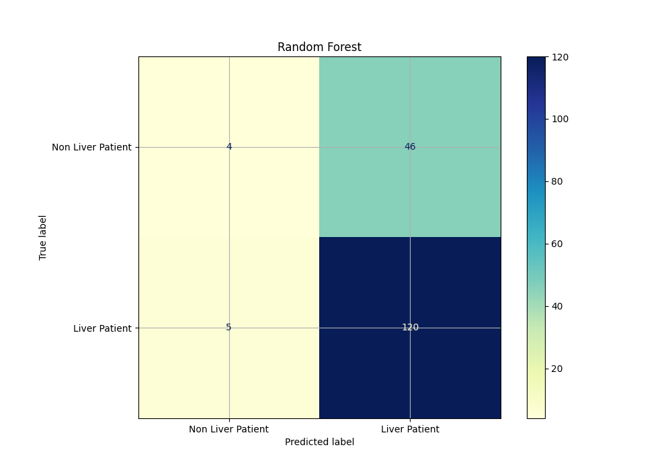 Random Forest
Non Liver Patient
4
46
Liver Patient
5
120
True label
Non Liver Patient
Liver Patient
Predicted label
120
100
80
60
40
20